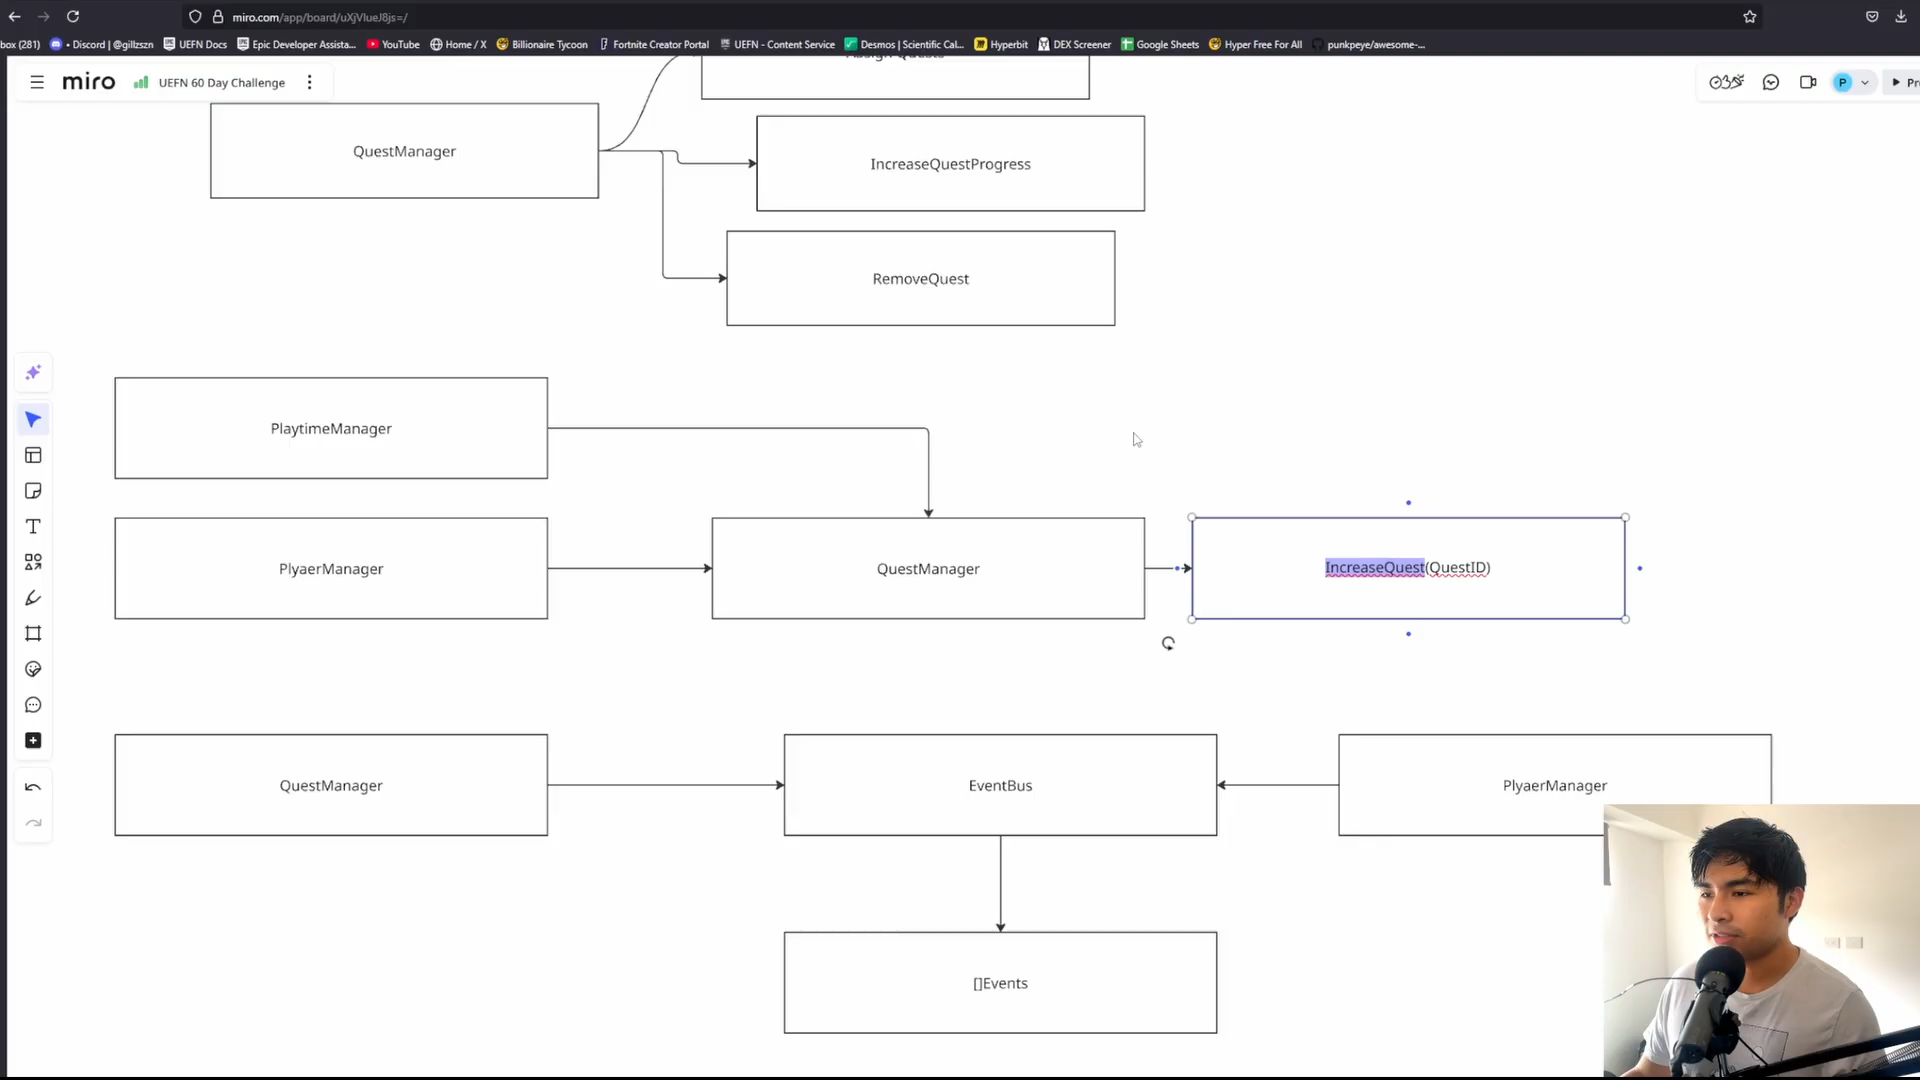 miro.com/app/board/uXjVIueJ8js=/
box (281)
• Discord | @gillzszn
UEFN Docs
Epic Developer Assista...
YouTube
Home / X
Billionaire Tycoon
Fortnite Creator Portal
UEFN - Content Service
Desmos | Scientific Cal...
Hyperbit
DEX Screener
Google Sheets
Hyper Free For All
punkpeye/awesome-...
miro
UEFN 60 Day Challenge
P
Assign Quests
QuestManager
IncreaseQuestProgress
RemoveQuest
PlaytimeManager
PlyaerManager
QuestManager
IncreaseQuest(QuestID)
QuestManager
EventBus
PlyaerManager
[]Events